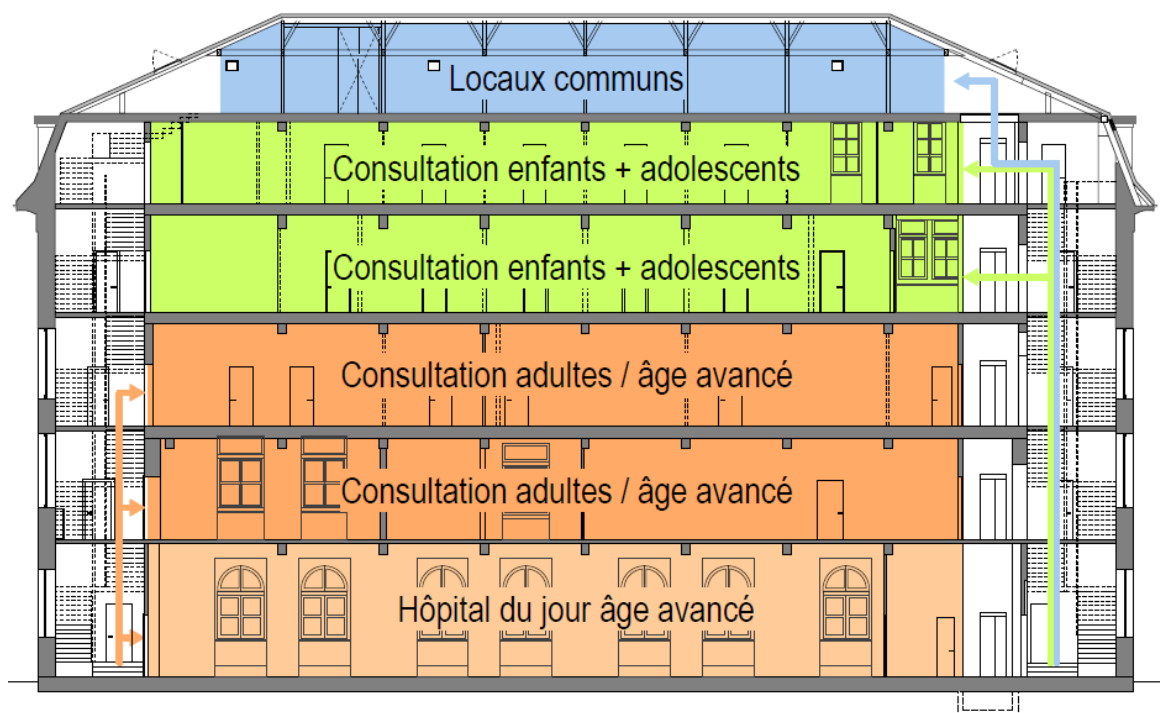 Locaux communs
Consultation enfants + adolescents
Consultation enfants + adolescents
Consultation adultes / âge avancé
Consultation adultes / âge avancé
Hôpital du jour âge avancé